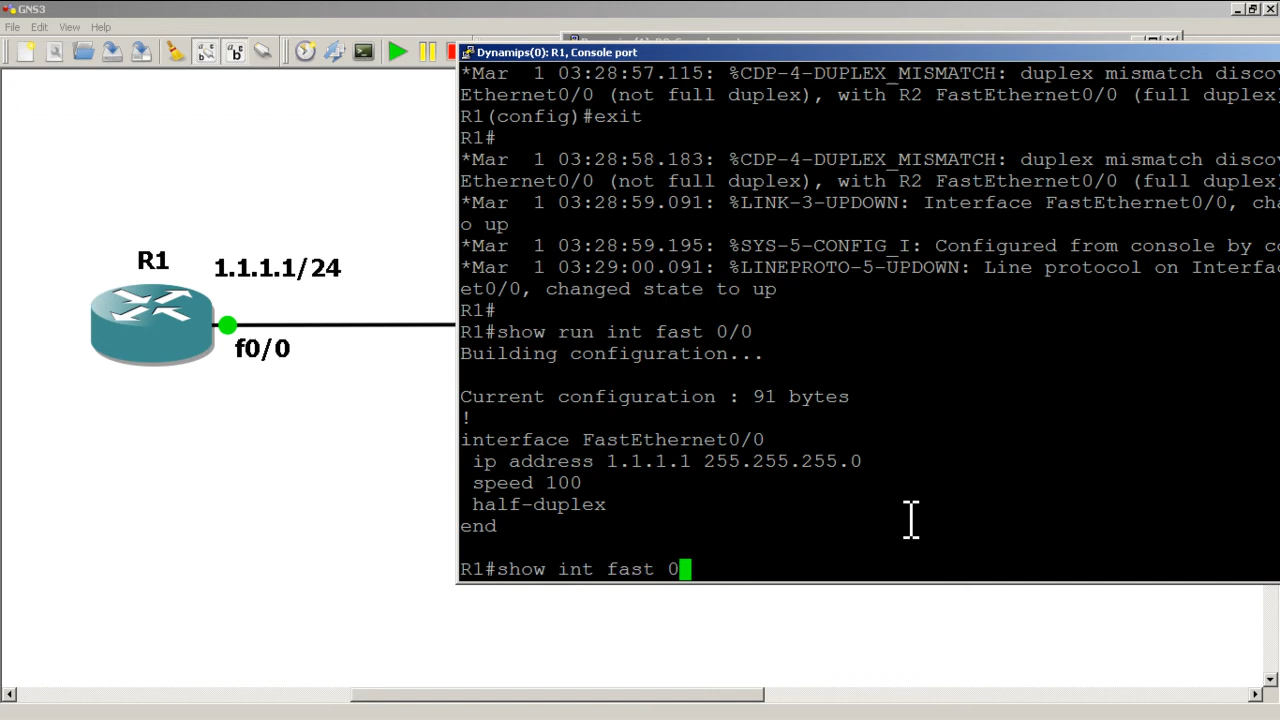 GNS3
File Edit View Help
Dynamips(0): R1, Console port
*Mar  1 03:28:57.115: %CDP-4-DUPLEX_MISMATCH: duplex mismatch disco
Ethernet0/0 (not full duplex), with R2 FastEthernet0/0 (full duplex
R1(config)#exit
R1#
*Mar  1 03:28:58.183: %CDP-4-DUPLEX_MISMATCH: duplex mismatch disco
Ethernet0/0 (not full duplex), with R2 FastEthernet0/0 (full duplex
*Mar  1 03:28:59.091: %LINK-3-UPDOWN: Interface FastEthernet0/0, cha
o up
*Mar  1 03:28:59.195: %SYS-5-CONFIG_I: Configured from console by co
*Mar  1 03:29:00.091: %LINEPROTO-5-UPDOWN: Line protocol on Interfac
et0/0, changed state to up
R1#
R1#show run int fast 0/0
Building configuration...
Current configuration : 91 bytes
!
interface FastEthernet0/0
 ip address 1.1.1.1 255.255.255.0
 speed 100
 half-duplex
end
R1#show int fast 0
R1
1.1.1.1/24
f0/0